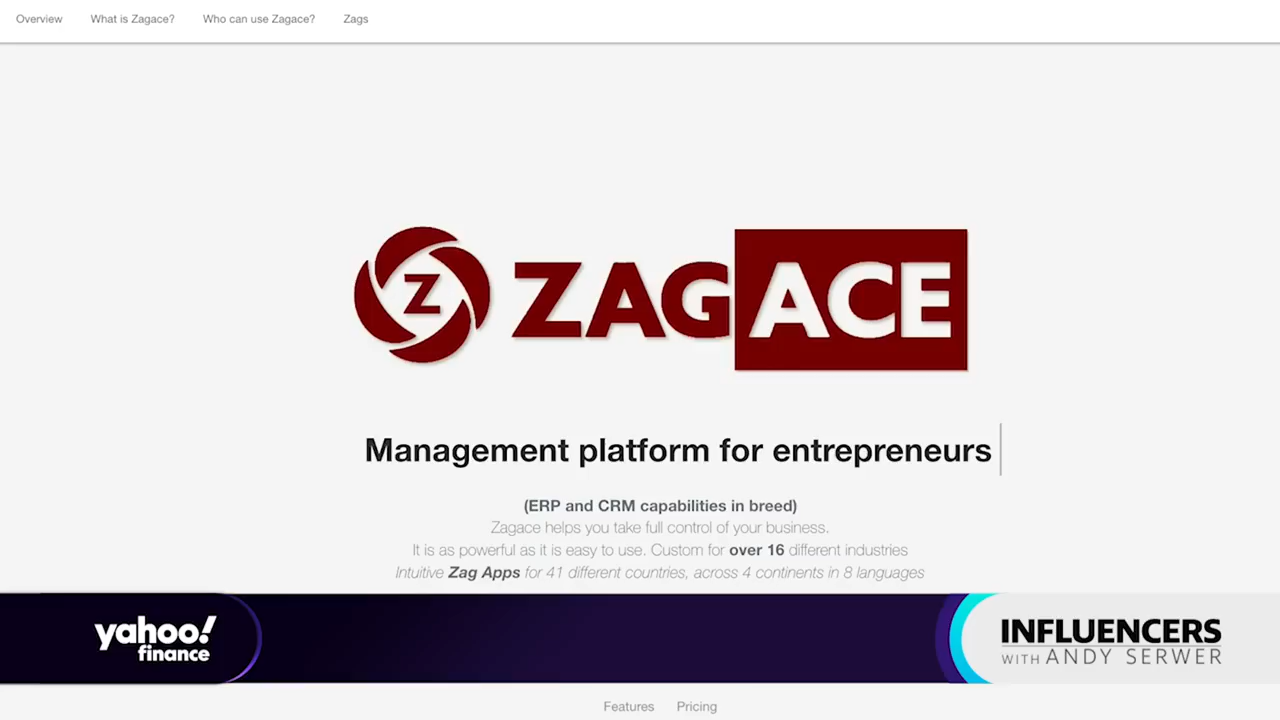 Overview What is Zagace? Who can use Zagace? Zags
Z ZAGACE
Management platform for entrepreneurs
(ERP and CRM capabilities in breed)
Zagace helps you take full control of your business.
It is as powerful as it is easy to use. Custom for over 16 different industries
Intuitive Zag Apps for 41 different countries, across 4 continents in 8 languages
yahoo!
finance
INFLUENCERS
WITH ANDY SERWER
Features Pricing